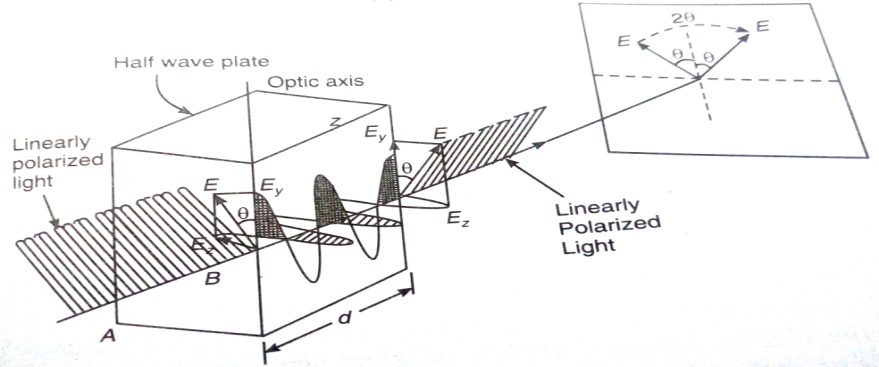 Half wave plate
Optic axis
Linearly
polarized
light
E
E_y
θ
E_z
B
A
d
z
E_y
E
θ
E_z
Linearly
Polarized
Light
2θ
E
E
θ
θ